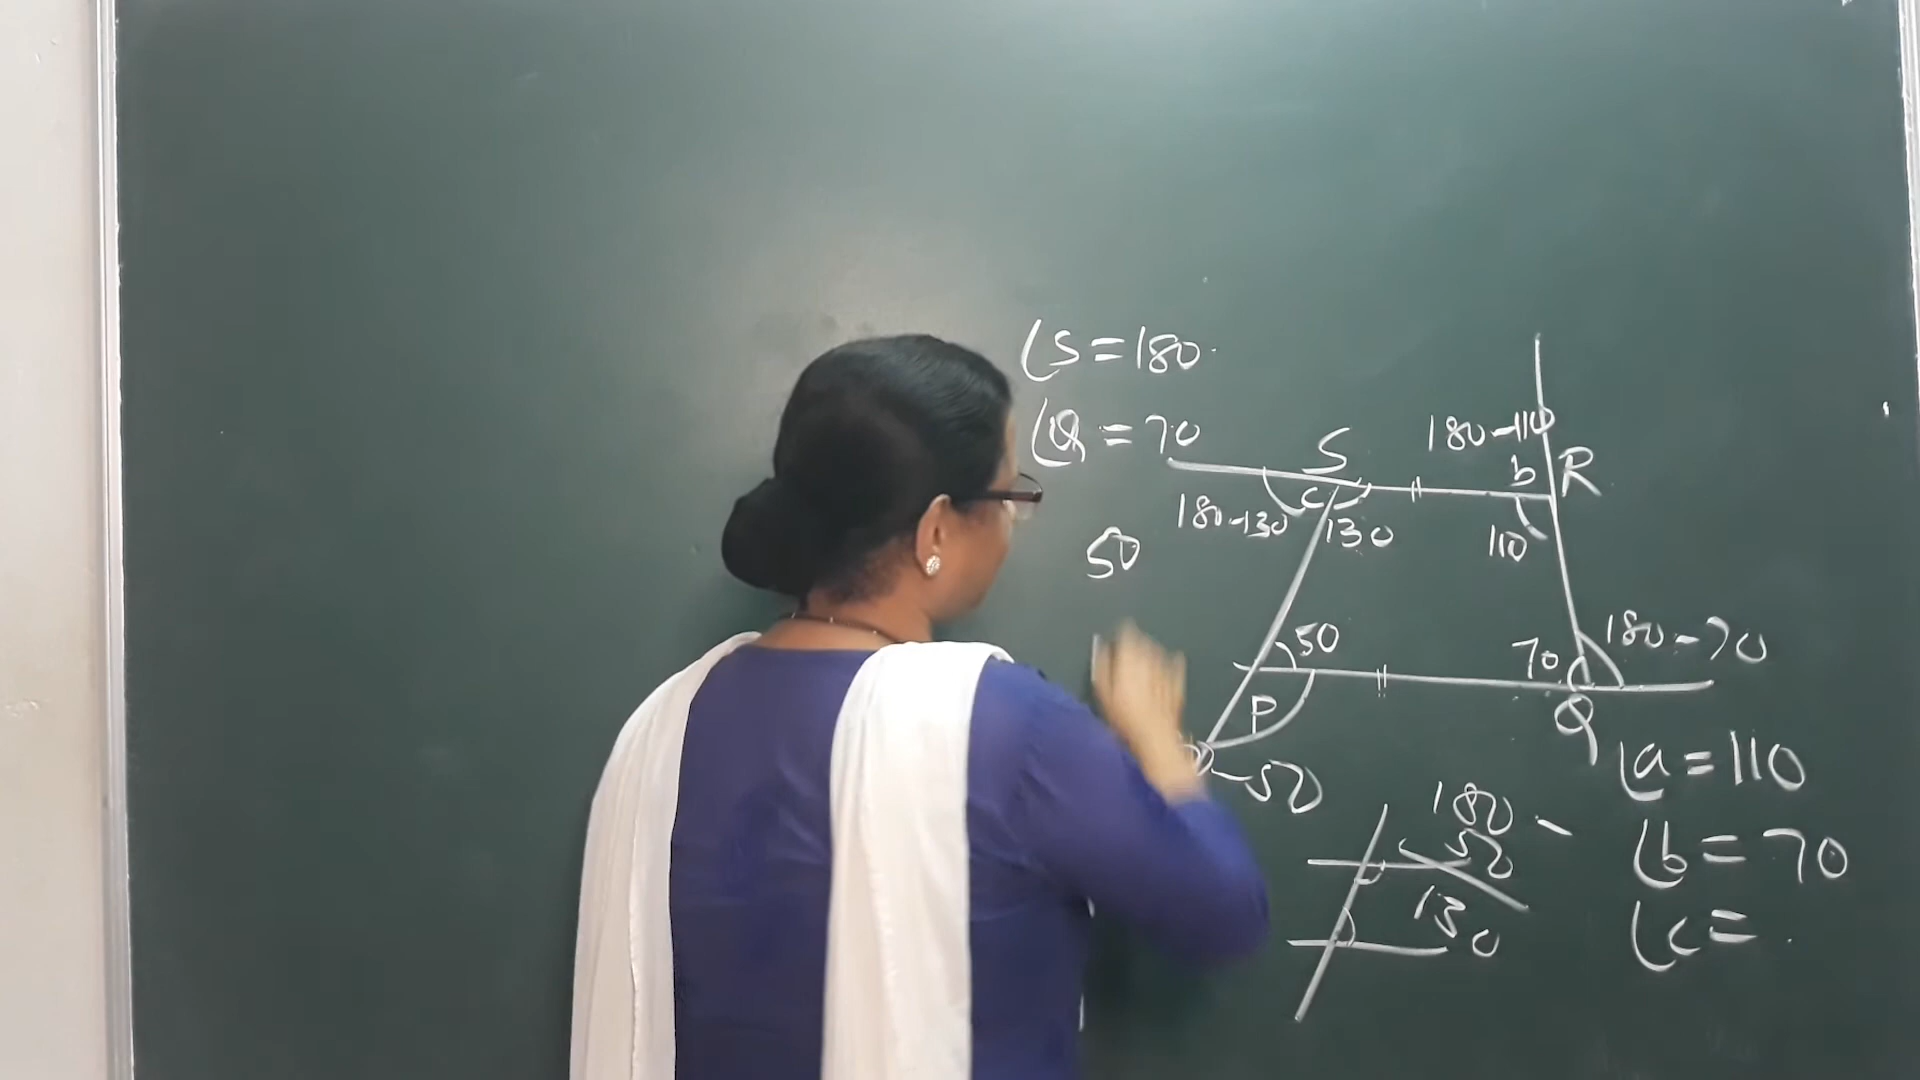 ∠S = 180
∠Q = 70
180-110
S
b R
C
180-130 130
110
50
50
70 180-70
P
Q
-50
∠a = 110
180 -
50
∠b = 70
130
∠c =